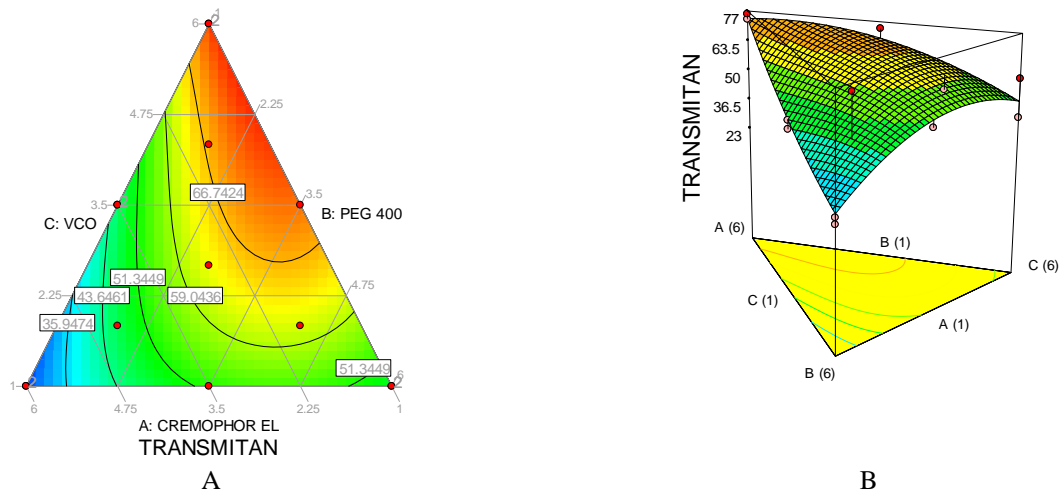 6
2
1
4.75
2.25
66.7424
3.5
3.5
C: VCO
B: PEG 400
51.3449
2.25
43.6461
59.0436
4.75
35.9474
51.3449
1
2
2
6
6
4.75
3.5
2.25
1
A: CREMOPHOR EL
TRANSMITAN
A
77
63.5
50
36.5
23
TRANSMITAN
A (6)
B (1)
C (6)
C (1)
A (1)
B (6)
B